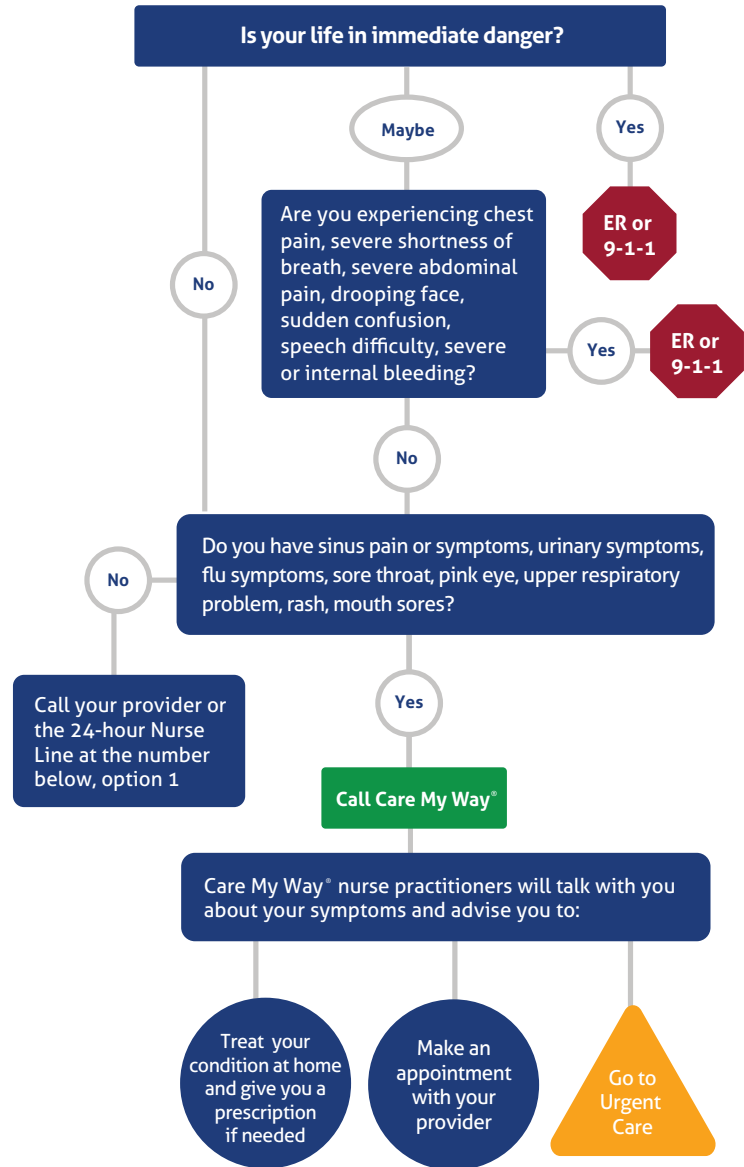 Is your life in immediate danger?
Maybe
Yes
Are you experiencing chest
pain, severe shortness of
breath, severe abdominal
pain, drooping face,
sudden confusion,
speech difficulty, severe
or internal bleeding?
ER or
9-1-1
No
Yes
ER or
9-1-1
No
Do you have sinus pain or symptoms, urinary symptoms,
flu symptoms, sore throat, pink eye, upper respiratory
problem, rash, mouth sores?
No
Call your provider or
the 24-hour Nurse
Line at the number
below, option 1
Yes
Call Care My Way®
Care My Way® nurse practitioners will talk with you
about your symptoms and advise you to:
Treat your
condition at home
and give you a
prescription
if needed
Make an
appointment
with your
provider
Go to
Urgent
Care